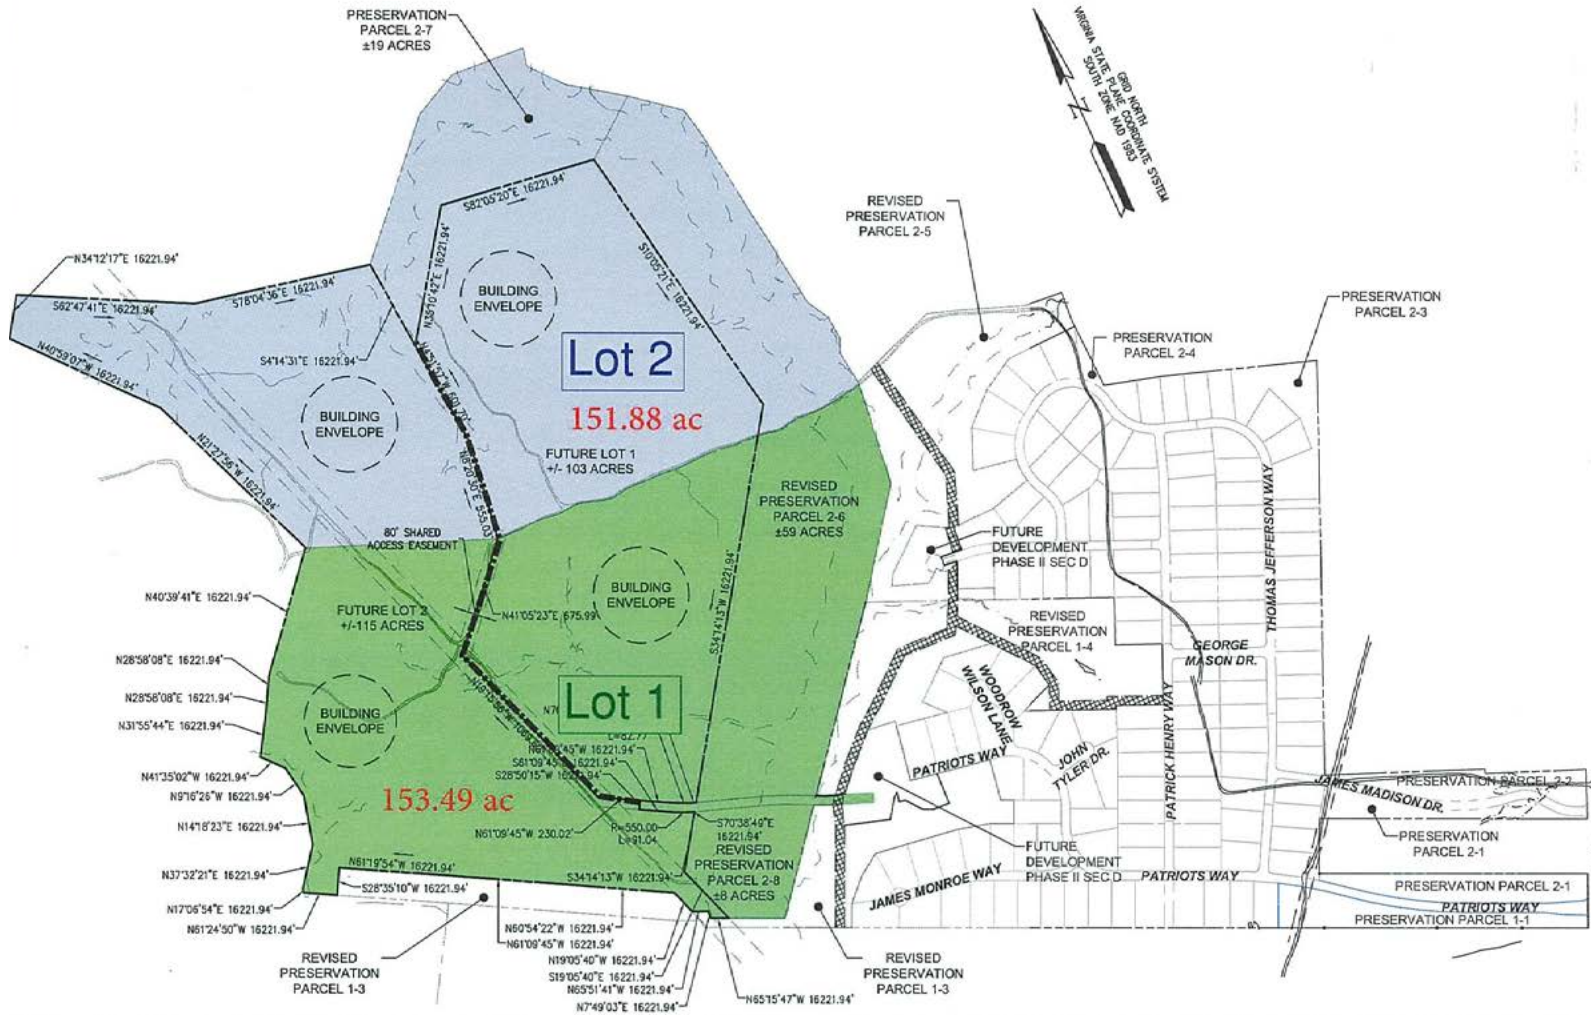 PRESERVATION
PARCEL 2-7
±19 ACRES
GRID NORTH
VIRGINIA STATE PLANE COORDINATE SYSTEM
SOUTH ZONE NAD 1983
N
REVISED
PRESERVATION
PARCEL 2-5
PRESERVATION
PARCEL 2-3
PRESERVATION
PARCEL 2-4
N34°12'17"E 16221.94'
S62°47'41"E 16221.94'
S78°04'36"E 16221.94'
N40°59'07"W 16221.94'
S4°14'31"E 16221.94'
N21°27'56"W 16221.94'
S82°05'20"E 16221.94'
N35°10'42"E 16221.94'
S10°05'21"E 16221.94'
BUILDING
ENVELOPE
Lot 2
151.88 ac
BUILDING
ENVELOPE
FUTURE LOT 1
+/- 103 ACRES
N8°20'30"E 555.03'
REVISED
PRESERVATION
PARCEL 2-6
±59 ACRES
80' SHARED
ACCESS EASEMENT
BUILDING
ENVELOPE
N41°05'23"E 675.99'
S34°14'13"W 16221.94'
FUTURE LOT 2
+/-115 ACRES
N40°39'41"E 16221.94'
N28°58'08"E 16221.94'
N28°58'08"E 16221.94'
N31°55'44"E 16221.94'
BUILDING
ENVELOPE
Lot 1
N41°35'02"W 16221.94'
N9°16'26"W 16221.94'
N14°18'23"E 16221.94'
153.49 ac
S61°09'45"E 16221.94'
S28°50'15"W 16221.94'
N61°09'45"W 230.02'
R=550.00
L=91.04
S70°38'49"E
16221.94'
REVISED
PRESERVATION
PARCEL 2-8
±8 ACRES
N37°32'21"E 16221.94'
N61°19'54"W 16221.94'
S28°35'10"W 16221.94'
S34°14'13"W 16221.94'
N17°06'54"E 16221.94'
N61°24'50"W 16221.94'
N60°54'22"W 16221.94'
N61°09'45"W 16221.94'
N19°05'40"W 16221.94'
S19°05'40"E 16221.94'
N65°51'41"W 16221.94'
N7°49'03"E 16221.94'
N65°15'47"W 16221.94'
REVISED
PRESERVATION
PARCEL 1-3
REVISED
PRESERVATION
PARCEL 1-3
FUTURE
DEVELOPMENT
PHASE II SEC D
REVISED
PRESERVATION
PARCEL 1-4
THOMAS JEFFERSON WAY
GEORGE
MASON DR.
WOODROW
WILSON LANE
PATRIOTS WAY
JOHN
TYLER DR.
PATRICK HENRY WAY
JAMES MADISON DR.
PRESERVATION PARCEL 2-2
PRESERVATION
PARCEL 2-1
FUTURE
DEVELOPMENT
PHASE II SEC D
JAMES MONROE WAY
PATRIOTS WAY
PRESERVATION PARCEL 2-1
PATRIOTS WAY
PRESERVATION PARCEL 1-1